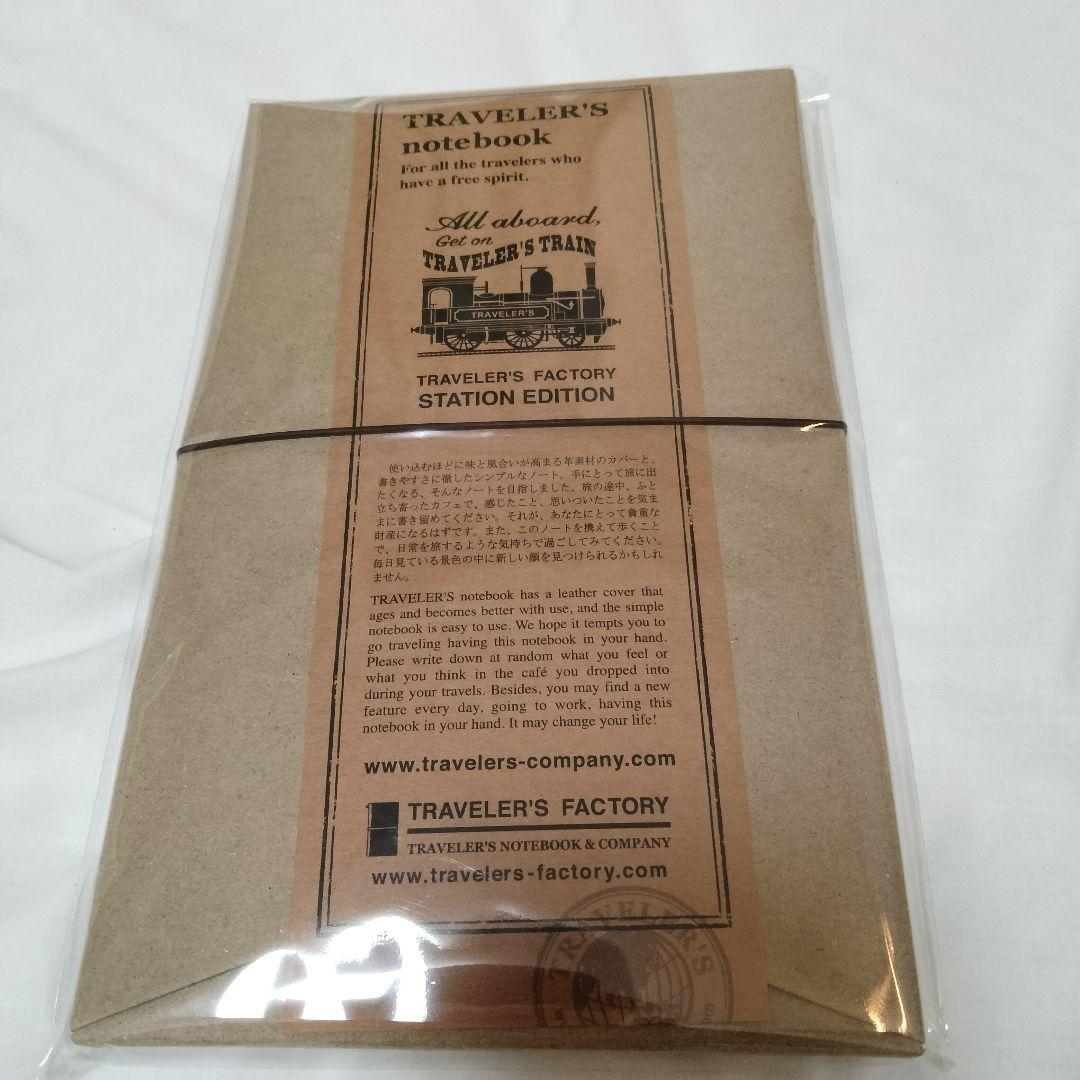 TRAVELER'S
notebook
For all the travelers who
have a free spirit.
All aboard,
Get on
TRAVELER'S TRAIN
TRAVELER'S
TRAVELER'S FACTORY
STATION EDITION
使い込むほどに味と風合いが高まる革素材のカバーと、
書きやすさに徹したシンプルなノート。手にとって旅に出
たくなる、そんなノートを目指しました。旅の途中、ふと
立ち寄ったカフェで、感じたこと、思いついたことを気ま
まに書き留めてください。それが、あなたにとって貴重な
財産になるはずです。また、このノートを携えて歩くこと
で、日常を旅するような気持ちで過ごしてみてください。
毎日見ている景色の中に新しい顔を見つけられるかもしれ
ません。
TRAVELER'S notebook has a leather cover that
ages and becomes better with use, and the simple
notebook is easy to use. We hope it tempts you to
go traveling having this notebook in your hand.
Please write down at random what you feel or
what you think in the café you dropped into
during your travels. Besides, you may find a new
feature every day, going to work, having this
notebook in your hand. It may change your life!
www.travelers-company.com
TRAVELER'S FACTORY
TRAVELER'S NOTEBOOK & COMPANY
www.travelers-factory.com
TRAVELER'S